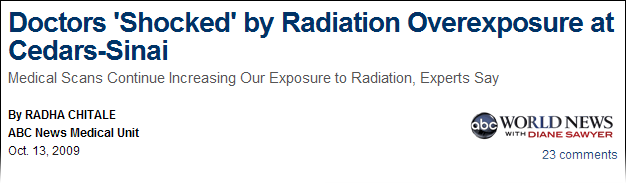 Doctors 'Shocked' by Radiation Overexposure at
Cedars-Sinai
Medical Scans Continue Increasing Our Exposure to Radiation, Experts Say
By RADHA CHITALE
ABC News Medical Unit
Oct. 13, 2009
abc WORLD NEWS
WITH DIANE SAWYER
23 comments